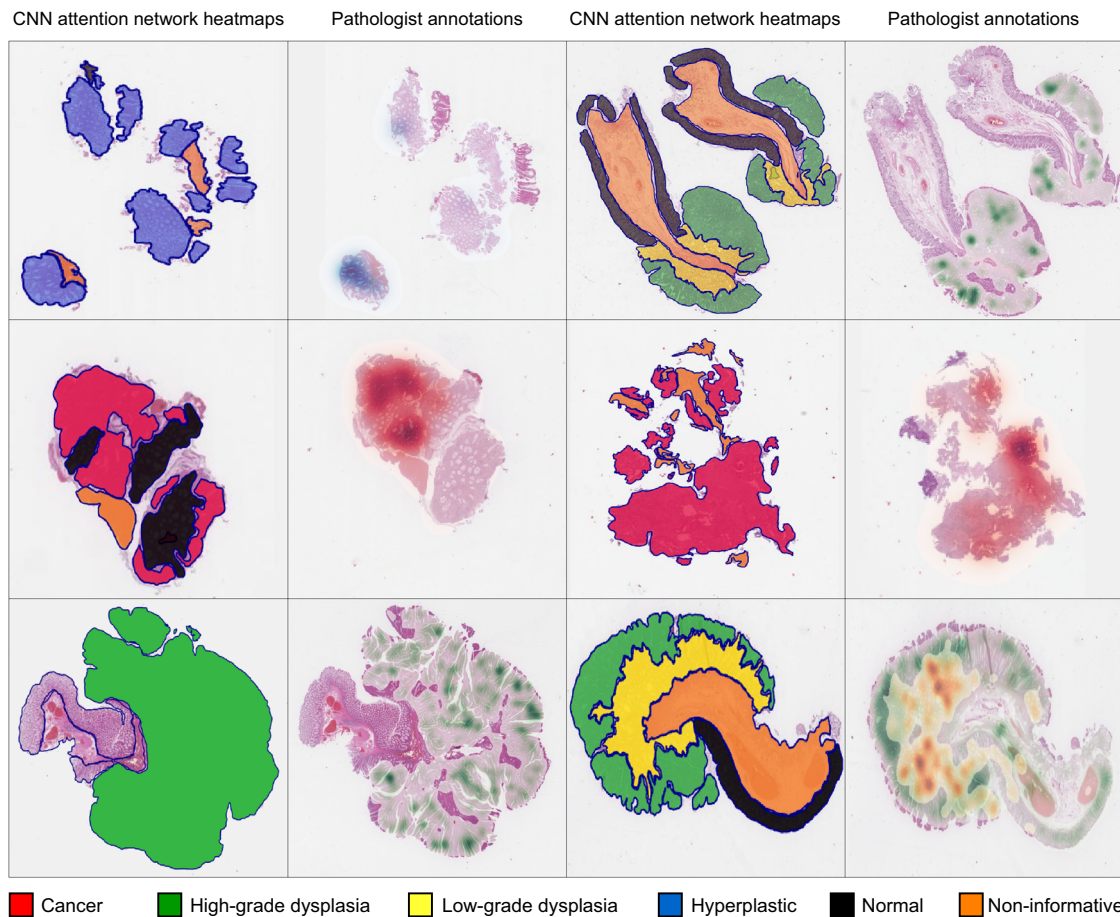 CNN attention network heatmaps Pathologist annotations CNN attention network heatmaps Pathologist annotations
Cancer High-grade dysplasia Low-grade dysplasia Hyperplastic Normal Non-informative